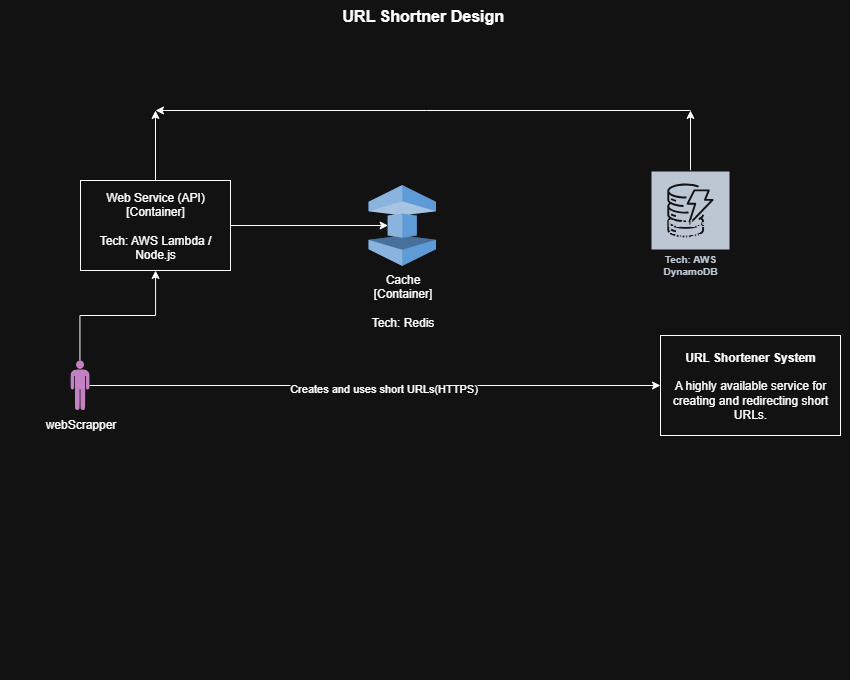 URL Shortner Design
Web Service (API)
[Container]
Tech: AWS Lambda /
Node.js
Cache
[Container]
Tech: Redis
Tech: AWS
DynamoDB
URL Shortener System
A highly available service for
creating and redirecting short
URLs.
Creates and uses short URLs(HTTPS)
webScrapper